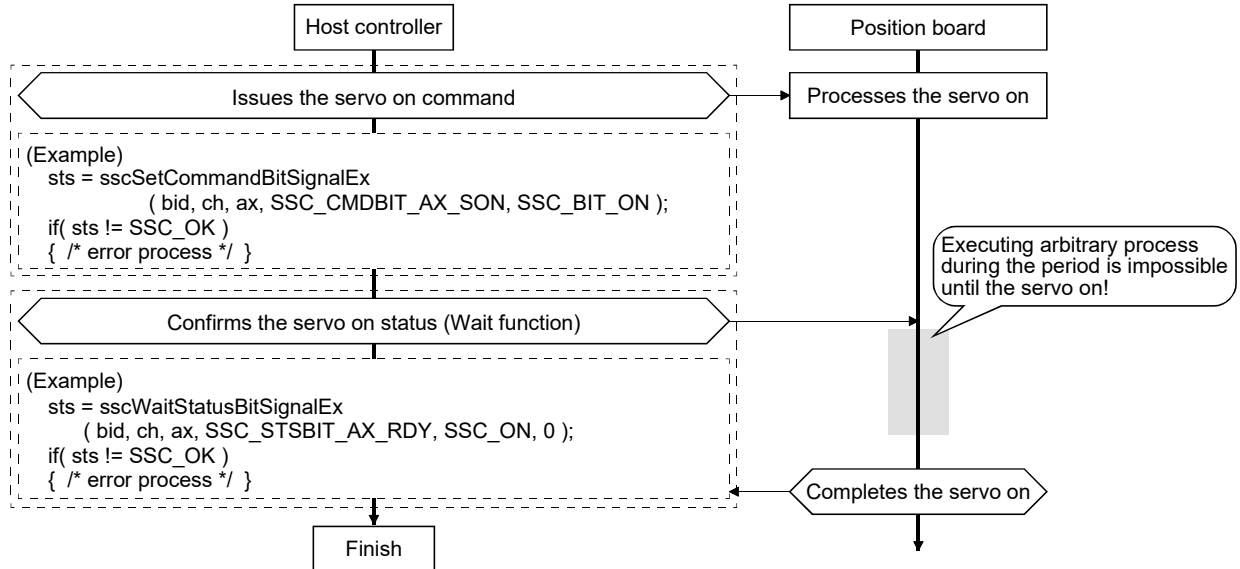 Host controller
Position board
Issues the servo on command
Processes the servo on
(Example)
sts = sscSetCommandBitSignalEx
( bid, ch, ax, SSC_CMDBIT_AX_SON, SSC_BIT_ON );
if( sts != SSC_OK )
{ /* error process */ }
Executing arbitrary process
during the period is impossible
until the servo on!
Confirms the servo on status (Wait function)
(Example)
sts = sscWaitStatusBitSignalEx
( bid, ch, ax, SSC_STSBIT_AX_RDY, SSC_ON, 0 );
if( sts != SSC_OK )
{ /* error process */ }
Completes the servo on
Finish